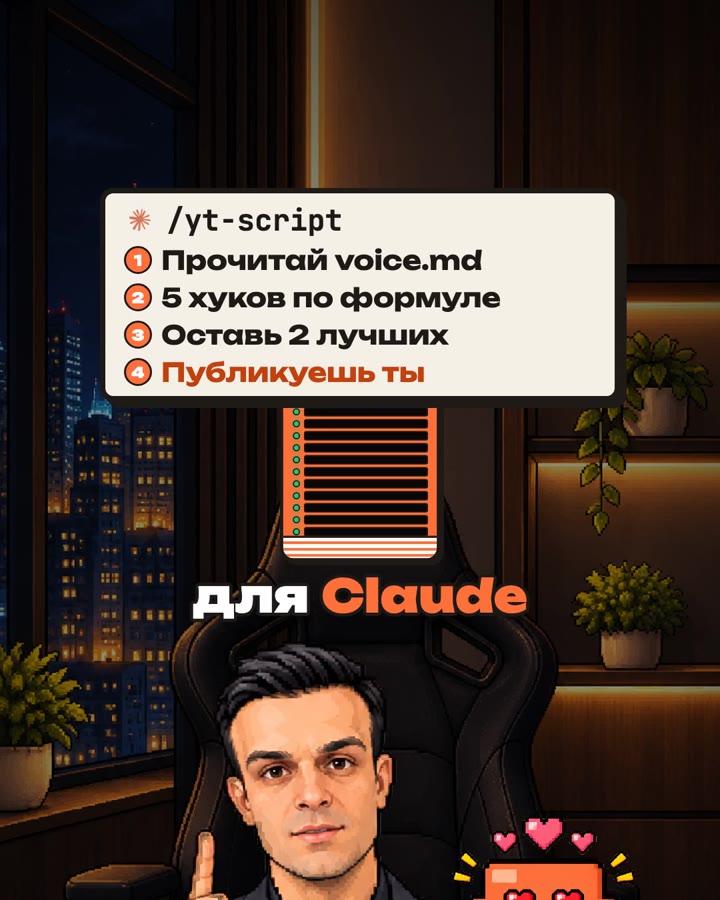 /yt-script
1 Прочитай voice.md
2 5 хуков по формуле
3 Оставь 2 лучших
4 Публикуешь ты
для Claude